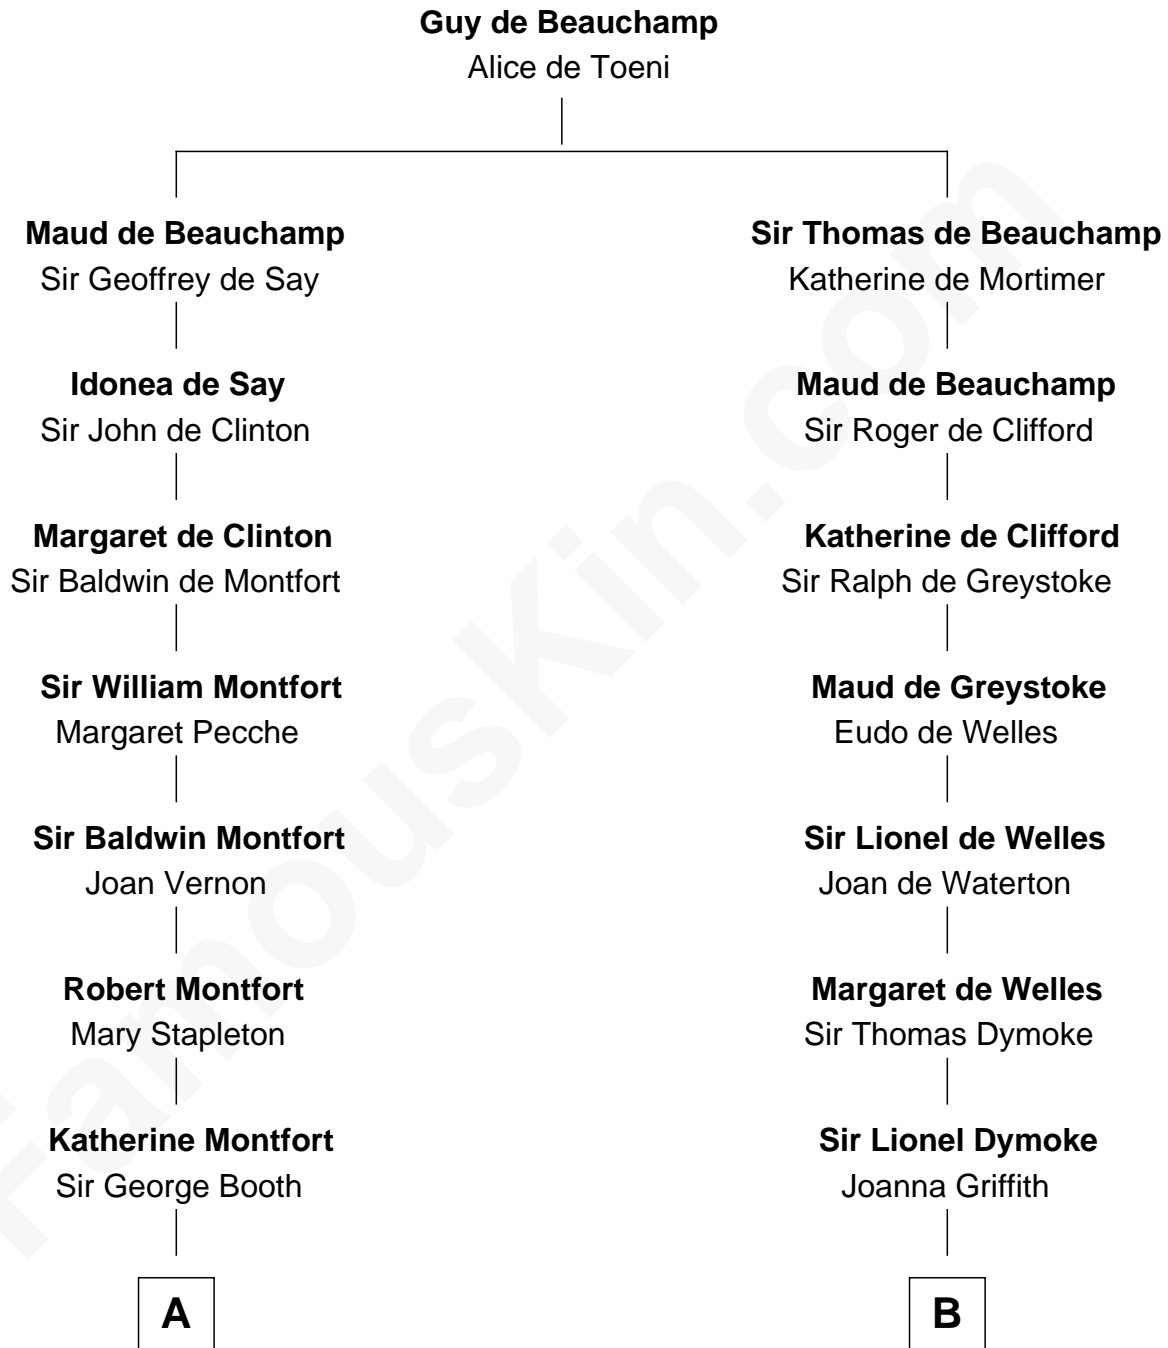 Guy de Beauchamp
Alice de Toeni
Maud de Beauchamp
Sir Geoffrey de Say
Idonea de Say
Sir John de Clinton
Margaret de Clinton
Sir Baldwin de Montfort
Sir William Montfort
Margaret Pecche
Sir Baldwin Montfort
Joan Vernon
Robert Montfort
Mary Stapleton
Katherine Montfort
Sir George Booth
A
Sir Thomas de Beauchamp
Katherine de Mortimer
Maud de Beauchamp
Sir Roger de Clifford
Katherine de Clifford
Sir Ralph de Greystoke
Maud de Greystoke
Eudo de Welles
Sir Lionel de Welles
Joan de Waterton
Margaret de Welles
Sir Thomas Dymoke
Sir Lionel Dymoke
Joanna Griffith
B
FamousKin.com